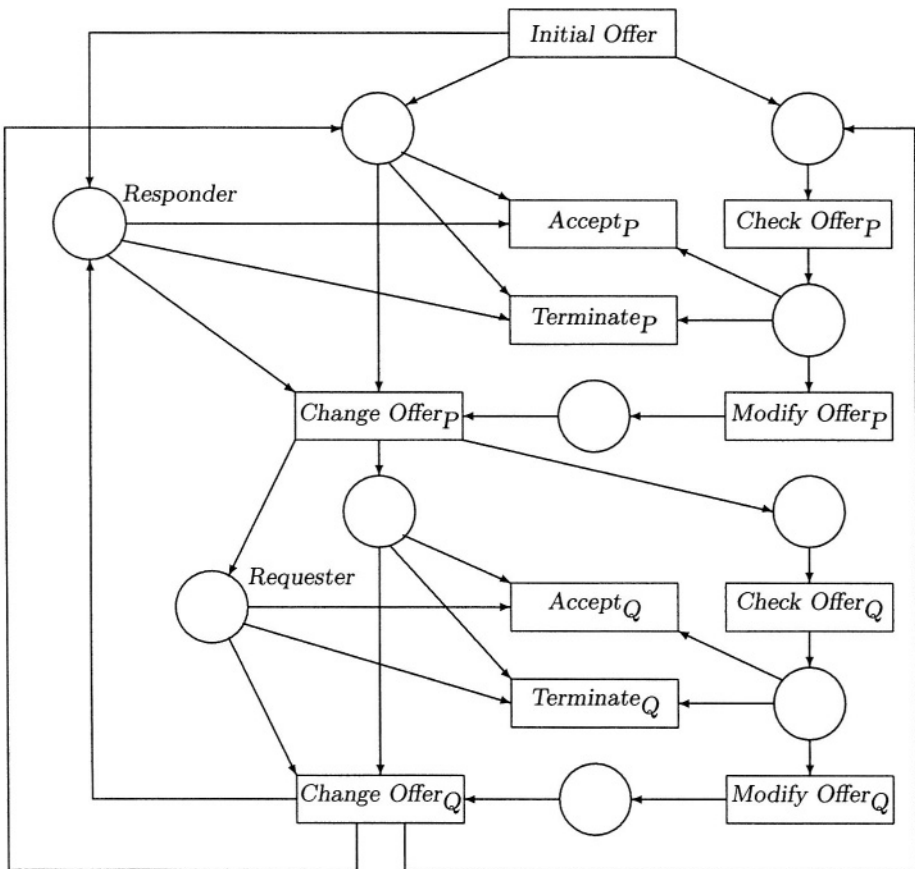 Initial Offer
Responder
Accept_P
Check Offer_P
Terminate_P
Change Offer_P
Modify Offer_P
Requester
Accept_Q
Check Offer_Q
Terminate_Q
Change Offer_Q
Modify Offer_Q